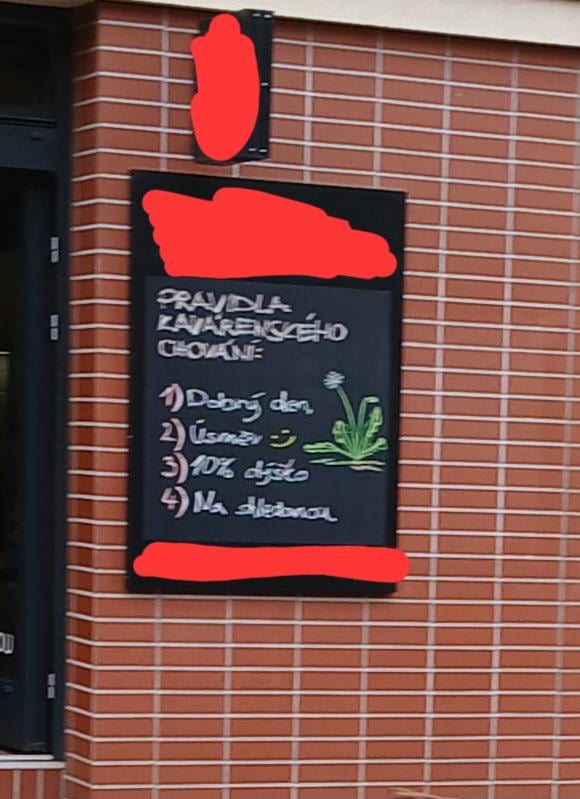 PRAVIDLA
KAVÁRENSKÉHO
CHOVÁNÍ:
1) Dobrý den,
2) Úsměv
3) 10% dýško
4) Na shledanou